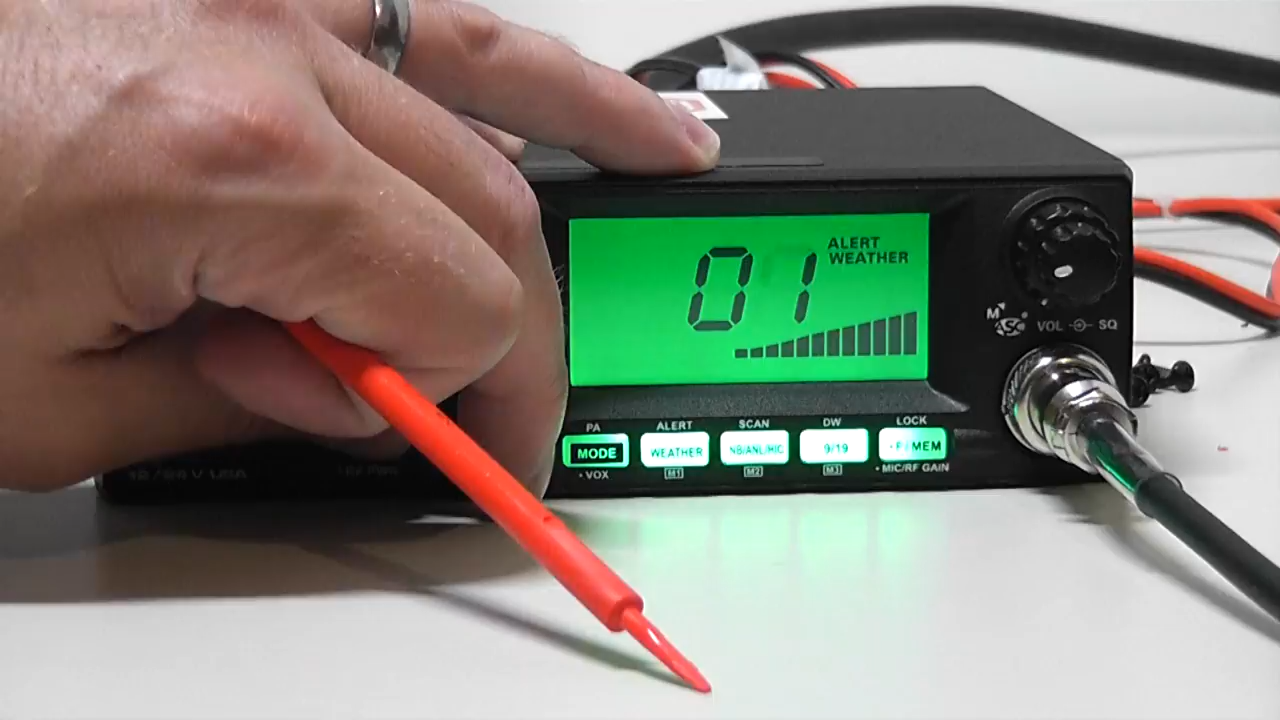 01
ALERT
WEATHER
M ASC
VOL SQ
PA ALERT SCAN DW LOCK
MODE WEATHER NB/ANL/HIC 9/19 F/MEM
• VOX M1 M2 M3 • MIC/RF GAIN